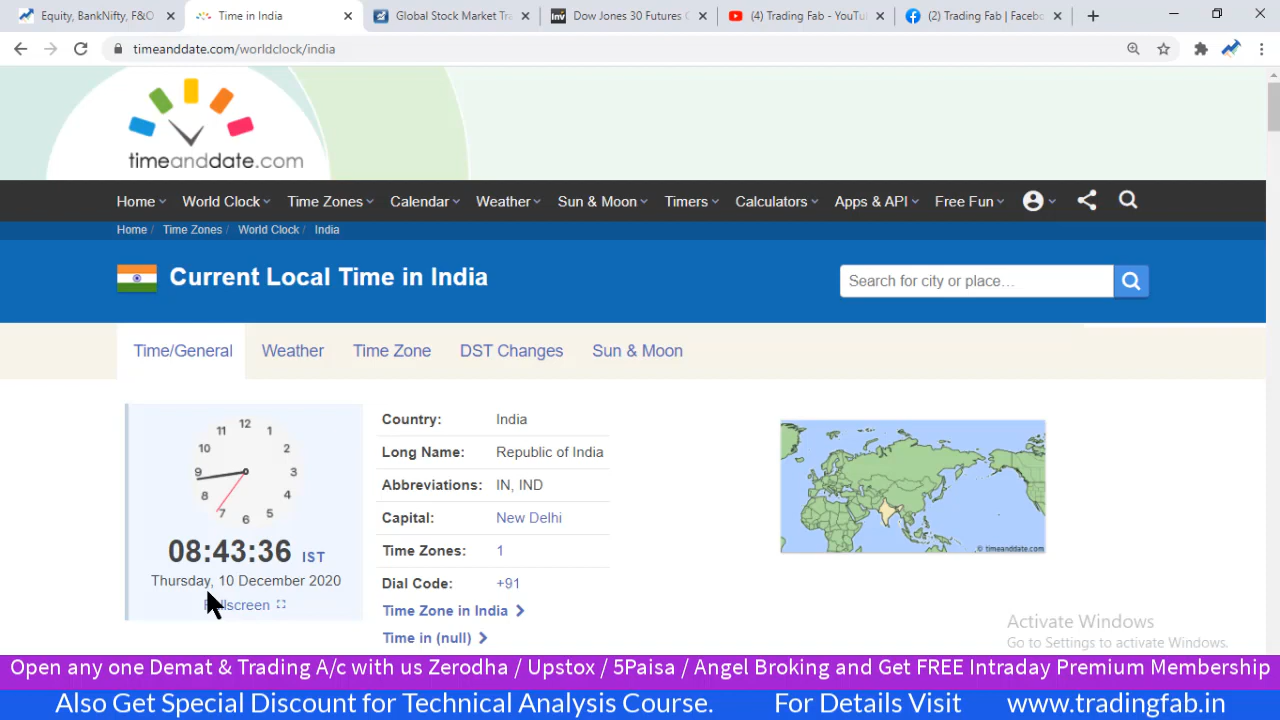 Equity, BankNifty, F&O
Time in India
Global Stock Market Tra
Dow Jones 30 Futures C
(4) Trading Fab - YouTu
(2) Trading Fab | Facebo
timeanddate.com/worldclock/india
timeanddate.com
Home World Clock Time Zones Calendar Weather Sun & Moon Timers Calculators Apps & API Free Fun
Home / Time Zones / World Clock / India
Current Local Time in India
Search for city or place...
Time/General Weather Time Zone DST Changes Sun & Moon
12
1
2
3
4
5
6
7
8
9
10
11
08:43:36 IST
Thursday, 10 December 2020
Country: India
Long Name: Republic of India
Abbreviations: IN, IND
Capital: New Delhi
Time Zones: 1
Dial Code: +91
Time Zone in India
Time in (null)
© timeanddate.com
Activate Windows
Go to Settings to activate Windows.
Open any one Demat & Trading A/c with us Zerodha / Upstox / 5Paisa / Angel Broking and Get FREE Intraday Premium Membership
Also Get Special Discount for Technical Analysis Course. For Details Visit www.tradingfab.in